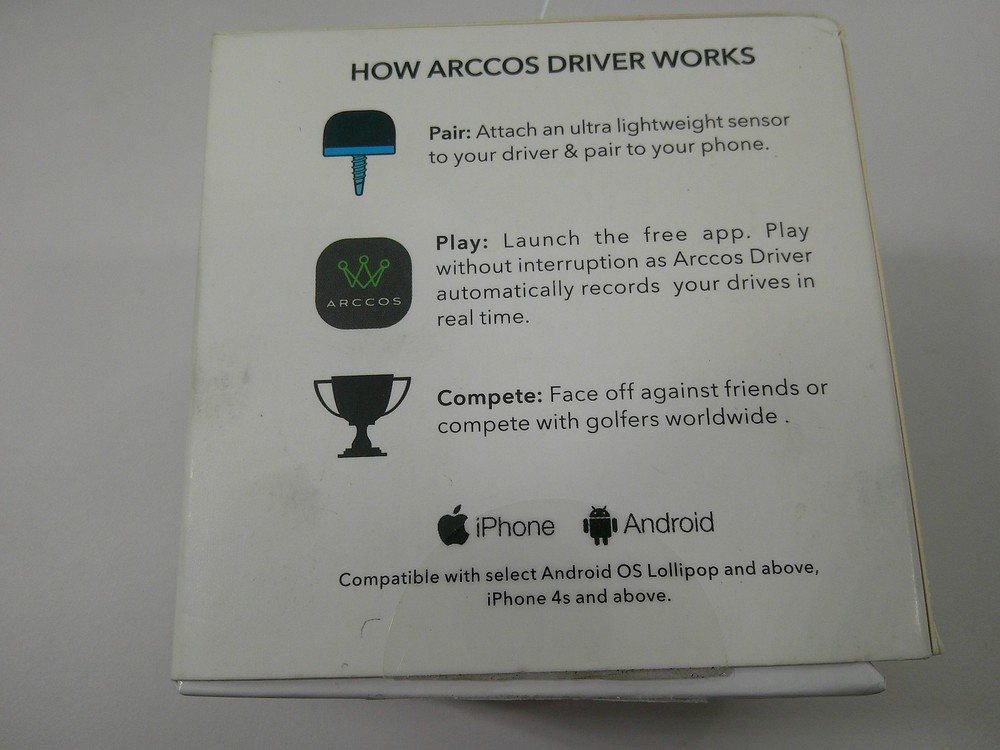 HOW ARCCOS DRIVER WORKS
Pair: Attach an ultra lightweight sensor
to your driver & pair to your phone.
ARCCOS
Play: Launch the free app. Play
without interruption as Arccos Driver
automatically records your drives in
real time.
Compete: Face off against friends or
compete with golfers worldwide .
iPhone Android
Compatible with select Android OS Lollipop and above,
iPhone 4s and above.